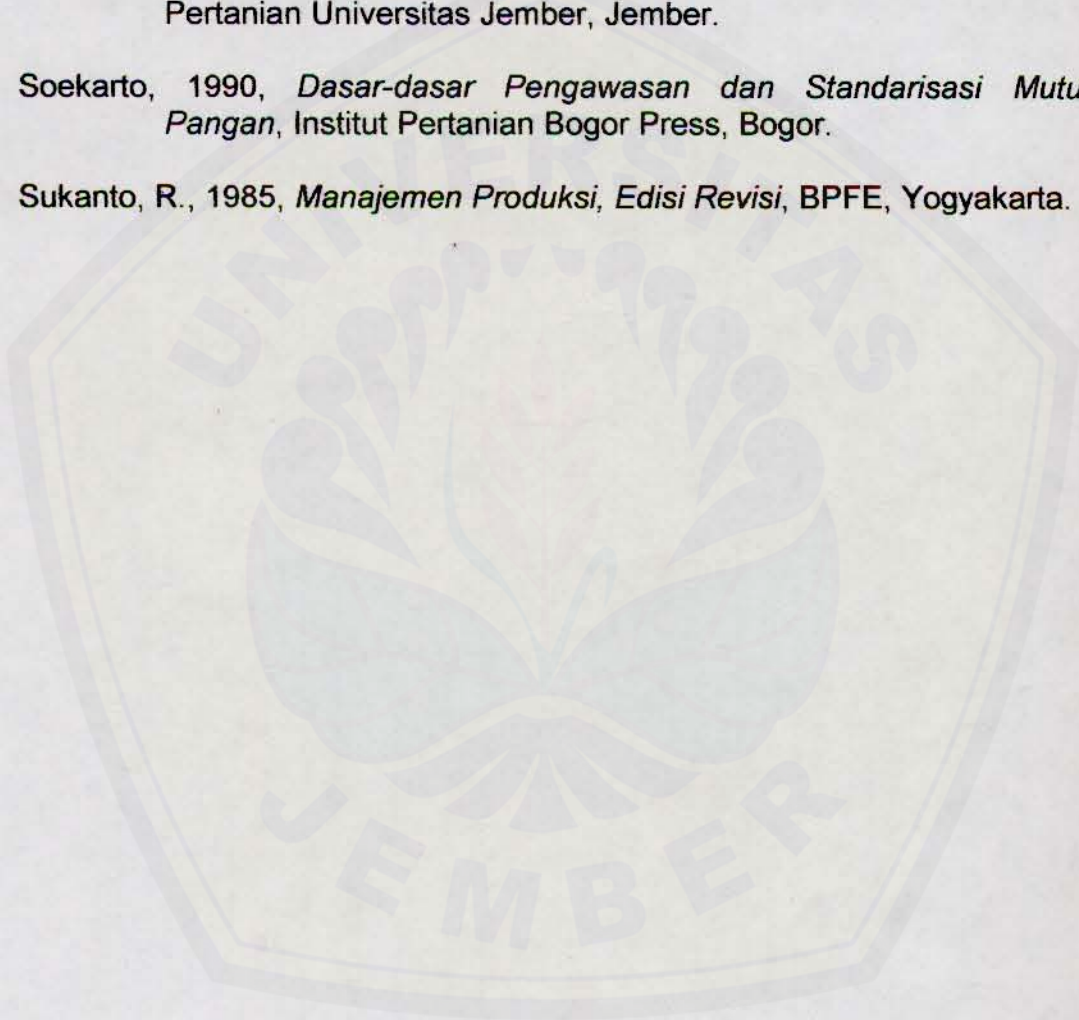 Pertanian Universitas Jember, Jember.
Soekarto, 1990, Dasar-dasar Pengawasan dan Standarisasi Mutu
Pangan, Institut Pertanian Bogor Press, Bogor.
Sukanto, R., 1985, Manajemen Produksi, Edisi Revisi, BPFE, Yogyakarta.
UNIVERSITAS
JEMBER